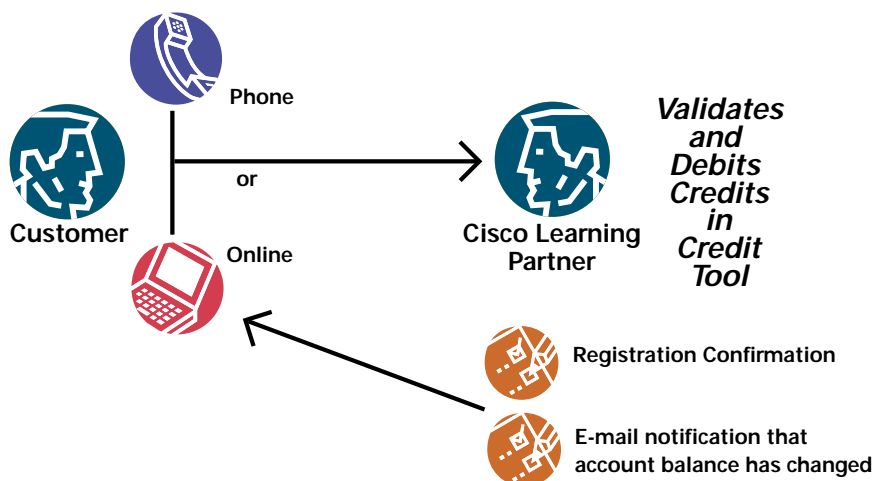 Phone
or
Customer
Online
Cisco Learning
Partner
Validates
and
Debits
Credits
in
Credit
Tool
Registration Confirmation
E-mail notification that
account balance has changed